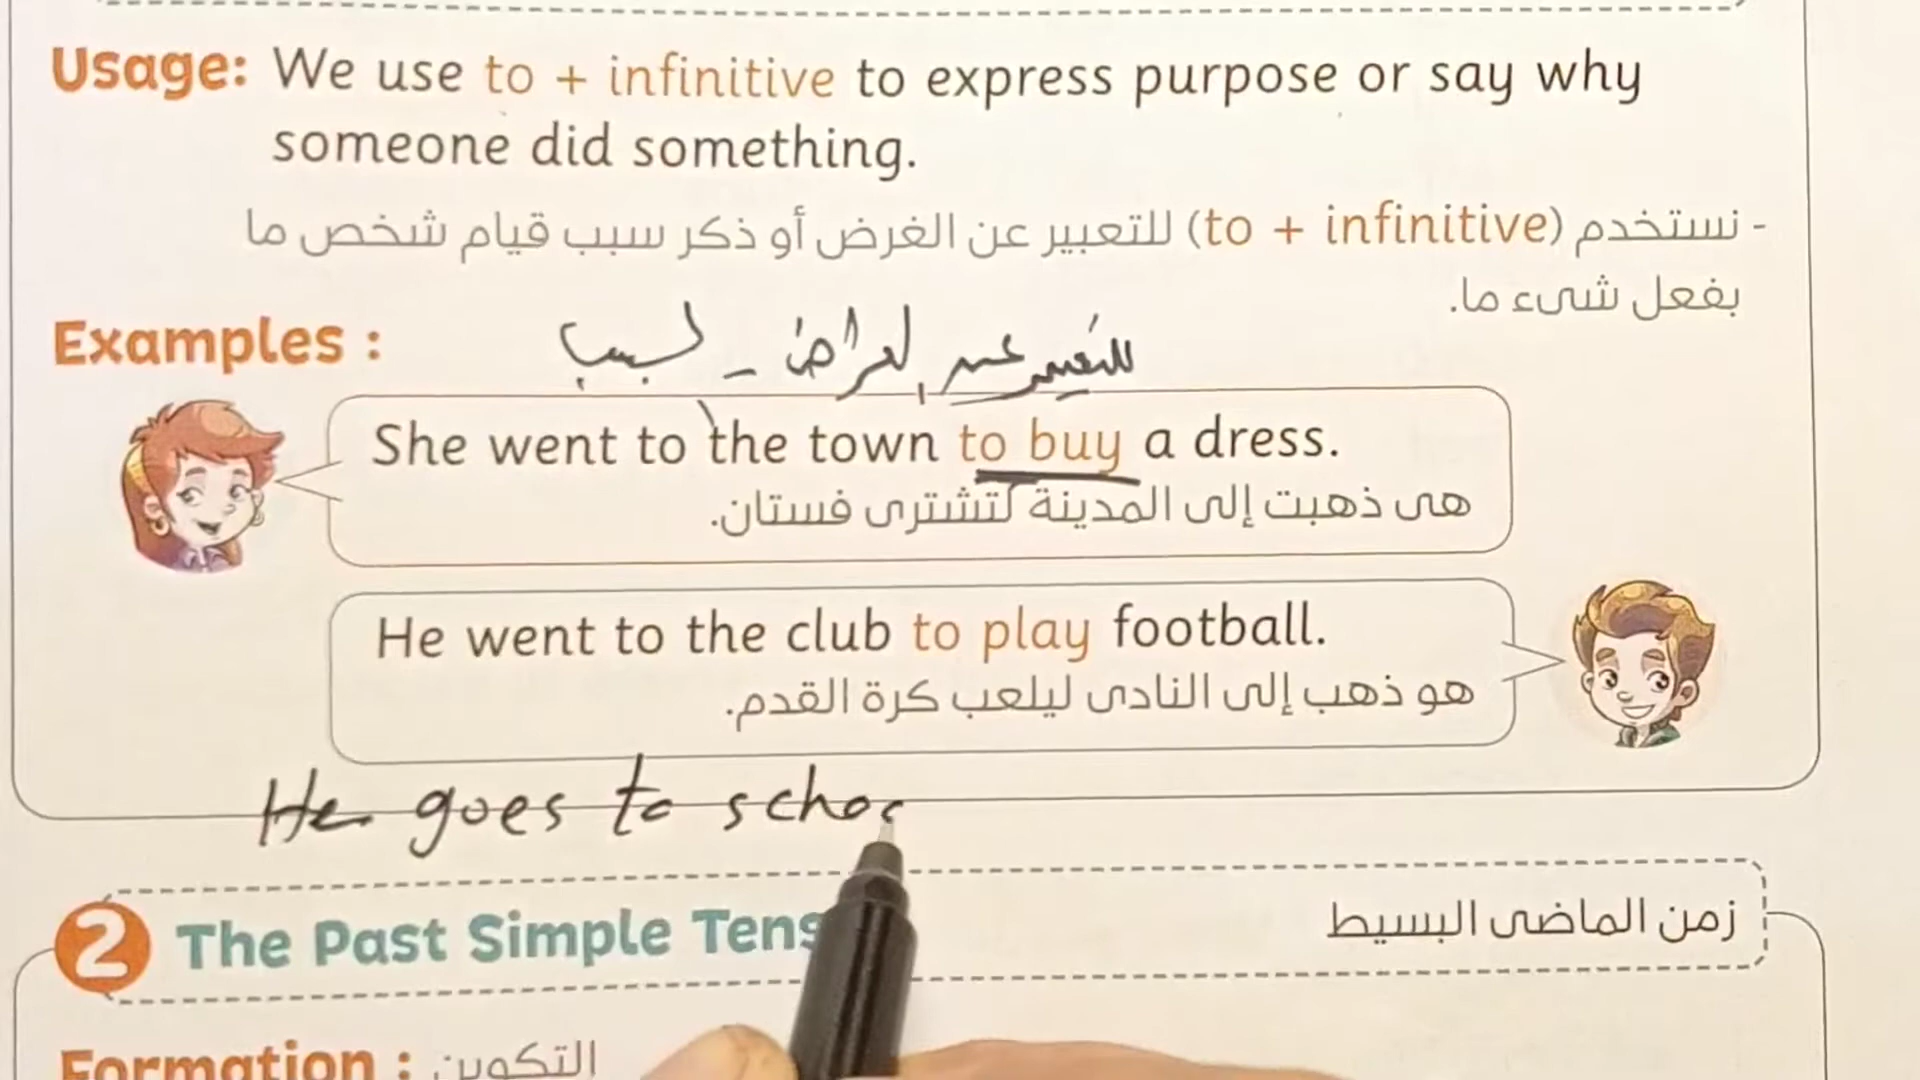 Usage: We use to + infinitive to express purpose or say why
someone did something.
- نستخدم (to + infinitive) للتعبير عن الغرض أو ذكر سبب قيام شخص ما
بفعل شىء ما.
Examples :
للتعبير عن الغرض - لسبب
She went to the town to buy a dress.
هى ذهبت إلى المدينة لتشترى فستان.
He went to the club to play football.
هو ذهب إلى النادى ليلعب كرة القدم.
He goes to schoo
2 The Past Simple Tens
زمن الماضى البسيط
Formation : التكوين